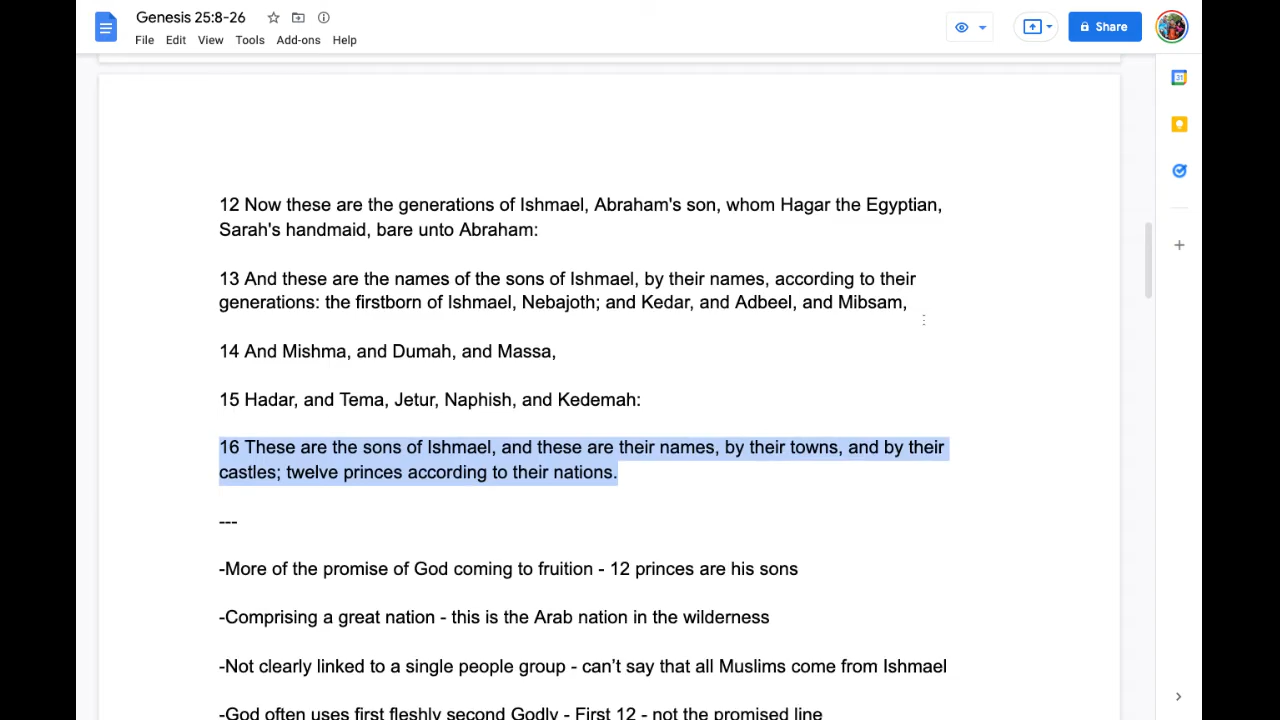 Genesis 25:8-26
File Edit View Tools Add-ons Help
Share
31
12 Now these are the generations of Ishmael, Abraham's son, whom Hagar the Egyptian,
Sarah's handmaid, bare unto Abraham:
13 And these are the names of the sons of Ishmael, by their names, according to their
generations: the firstborn of Ishmael, Nebajoth; and Kedar, and Adbeel, and Mibsam,
14 And Mishma, and Dumah, and Massa,
15 Hadar, and Tema, Jetur, Naphish, and Kedemah:
16 These are the sons of Ishmael, and these are their names, by their towns, and by their
castles; twelve princes according to their nations.
---
-More of the promise of God coming to fruition - 12 princes are his sons
-Comprising a great nation - this is the Arab nation in the wilderness
-Not clearly linked to a single people group - can’t say that all Muslims come from Ishmael
-God often uses first fleshly second Godly - First 12 - not the promised line